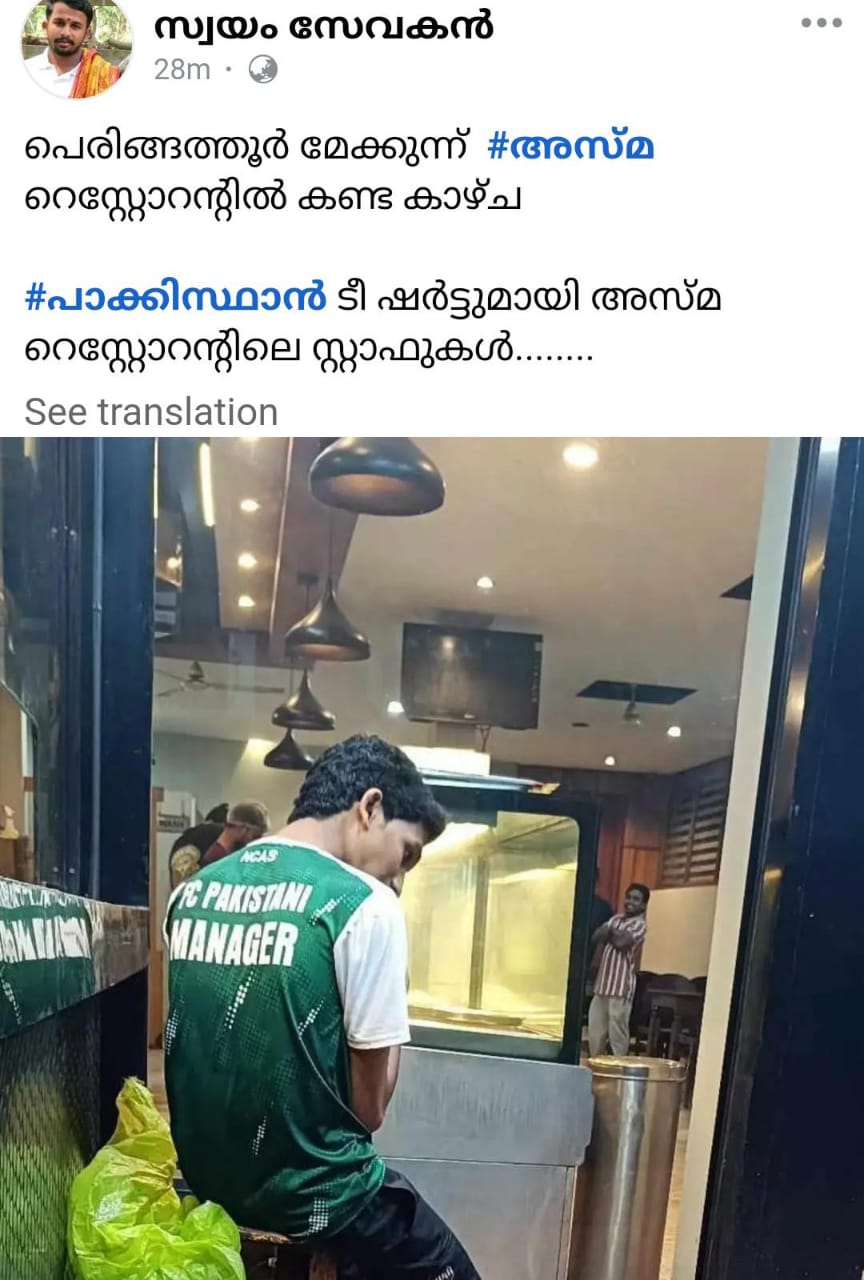 സ്വയം സേവകൻ
28m ·
പെരിങ്ങത്തൂർ മേക്കുന്ന് #അസ്മ
റെസ്റ്റോറന്റിൽ കണ്ട കാഴ്ച
#പാക്കിസ്ഥാൻ ടീ ഷർട്ടുമായി അസ്മ
റെസ്റ്റോറന്റിലെ സ്റ്റാഫുകൾ........
See translation
NCAS
FC PAKISTANI
MANAGER